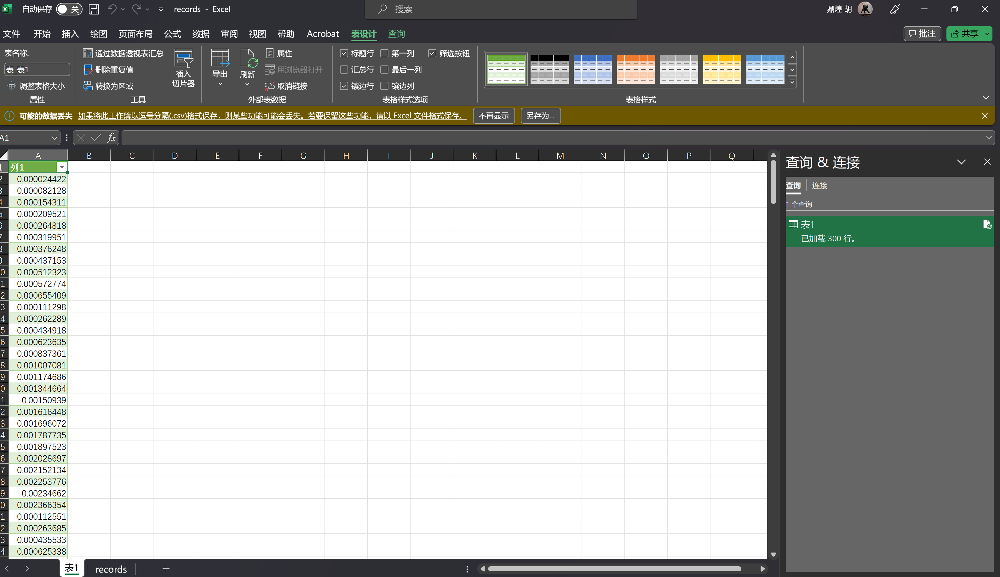 自动保存 关 records - Excel 搜索 鼎煌 胡
文件 开始 插入 绘图 页面布局 公式 数据 审阅 视图 帮助 Acrobat 表设计 查询 批注 共享
表名称:
表_表1
调整表格大小
属性
通过数据透视表汇总
删除重复值
转换为区域
插入
切片器
工具
导出
刷新
属性
用浏览器打开
取消链接
外部表数据
标题行 第一列 筛选按钮
汇总行 最后一列
镶边行 镶边列
表格样式选项
表格样式
可能的数据丢失 如果将此工作簿以逗号分隔(.csv)格式保存，则某些功能可能会丢失。若要保留这些功能，请以 Excel 文件格式保存。 不再显示 另存为...
A1 fx
A B C D E F G H I J K L M N O P Q
1 列1
2 0.000024422
3 0.000082128
4 0.000154311
5 0.000209521
6 0.000264818
7 0.000319951
8 0.000376248
9 0.000437153
0 0.000512323
1 0.000572774
2 0.000655409
3 0.000111298
4 0.000262289
5 0.000434918
6 0.000623635
7 0.000837361
8 0.001007081
9 0.001174686
0 0.001344664
1 0.00150939
2 0.001616448
3 0.001696072
4 0.001787735
5 0.001897523
6 0.002028697
7 0.002152134
8 0.002253776
9 0.00234662
0 0.002366354
1 0.000112551
2 0.000263685
3 0.000435533
4 0.000625338
查询 & 连接
查询 连接
1 个查询
表1
已加载 300 行。
表1 records